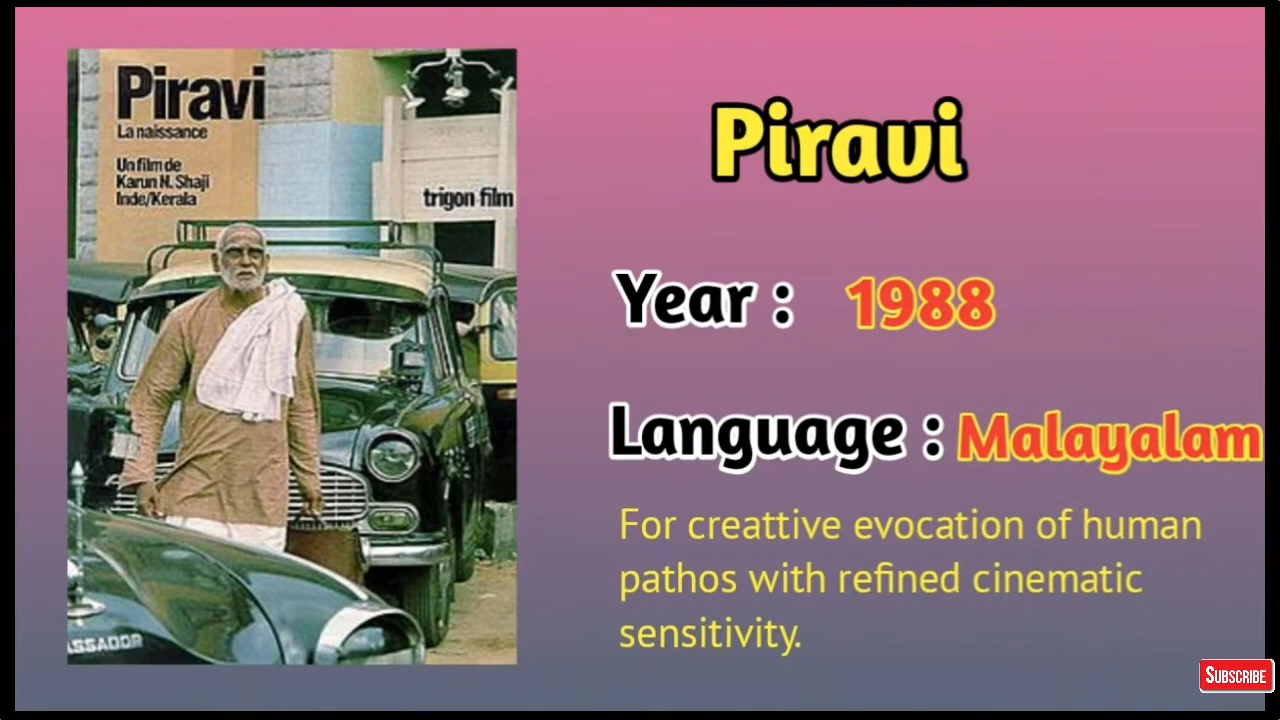 Piravi
La naissance
Un film de
Karun N. Shaji
Inde/Kerala
trigon-film
ASSADOR
Piravi
Year : 1988
Language : Malayalam
For creattive evocation of human
pathos with refined cinematic
sensitivity.
SUBSCRIBE